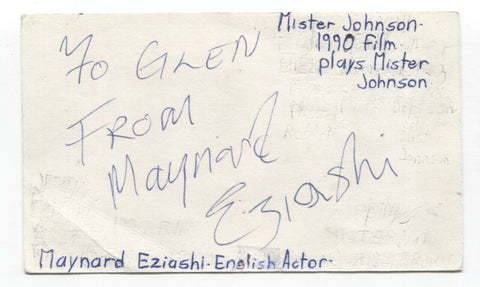 Mister Johnson-
1990 Film
plays Mister
Johnson
To GLEN
FROM
Maynard
Eziashi
Maynard Eziashi-English Actor-